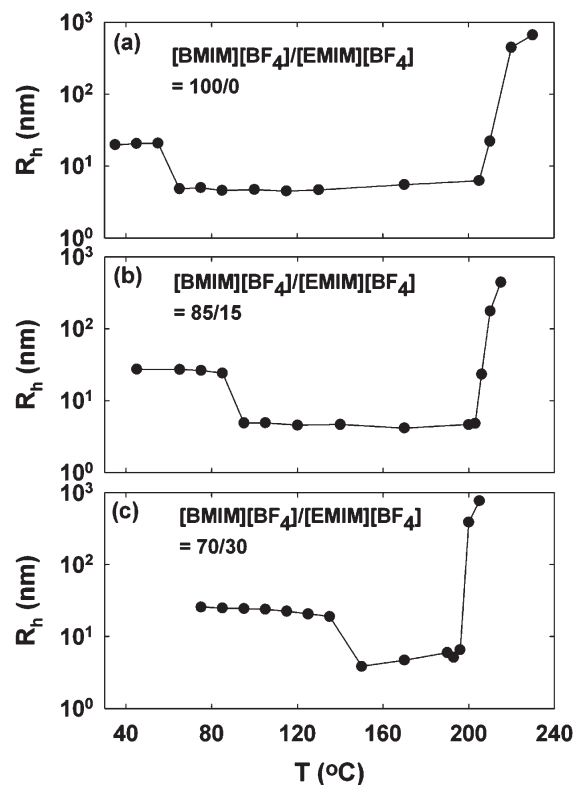 10³
(a)
[BMIM][BF₄]/[EMIM][BF₄]
= 100/0
10²
Rₕ (nm)
10¹
10⁰
10³
(b)
[BMIM][BF₄]/[EMIM][BF₄]
= 85/15
10²
Rₕ (nm)
10¹
10⁰
10³
(c)
[BMIM][BF₄]/[EMIM][BF₄]
= 70/30
10²
Rₕ (nm)
10¹
10⁰
40 80 120 160 200 240
T (ºC)